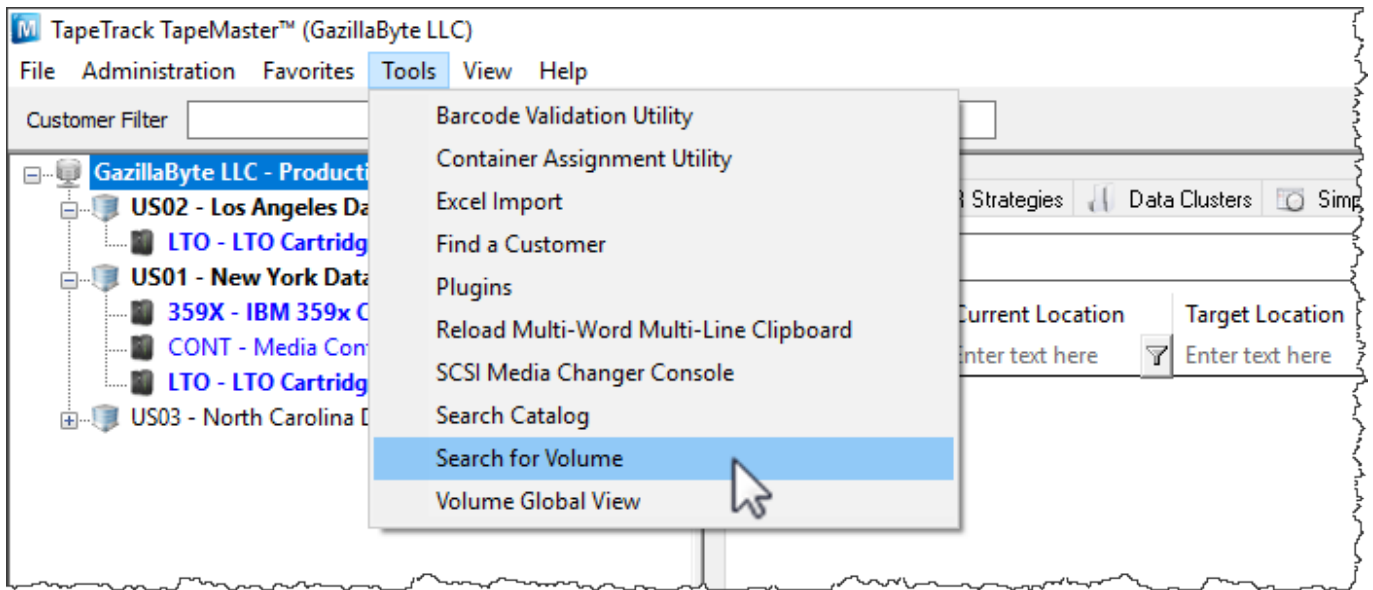 TapeTrack TapeMaster™ (GazillaByte LLC)
File Administration Favorites Tools View Help
Customer Filter
Barcode Validation Utility
Container Assignment Utility
Excel Import
Find a Customer
Plugins
Reload Multi-Word Multi-Line Clipboard
SCSI Media Changer Console
Search Catalog
Search for Volume
Volume Global View
GazillaByte LLC - Producti
US02 - Los Angeles Da
LTO - LTO Cartridg
US01 - New York Data
359X - IBM 359x C
CONT - Media Con
LTO - LTO Cartridg
US03 - North Carolina D
Strategies Data Clusters Simp
Current Location Target Location
Enter text here Enter text here